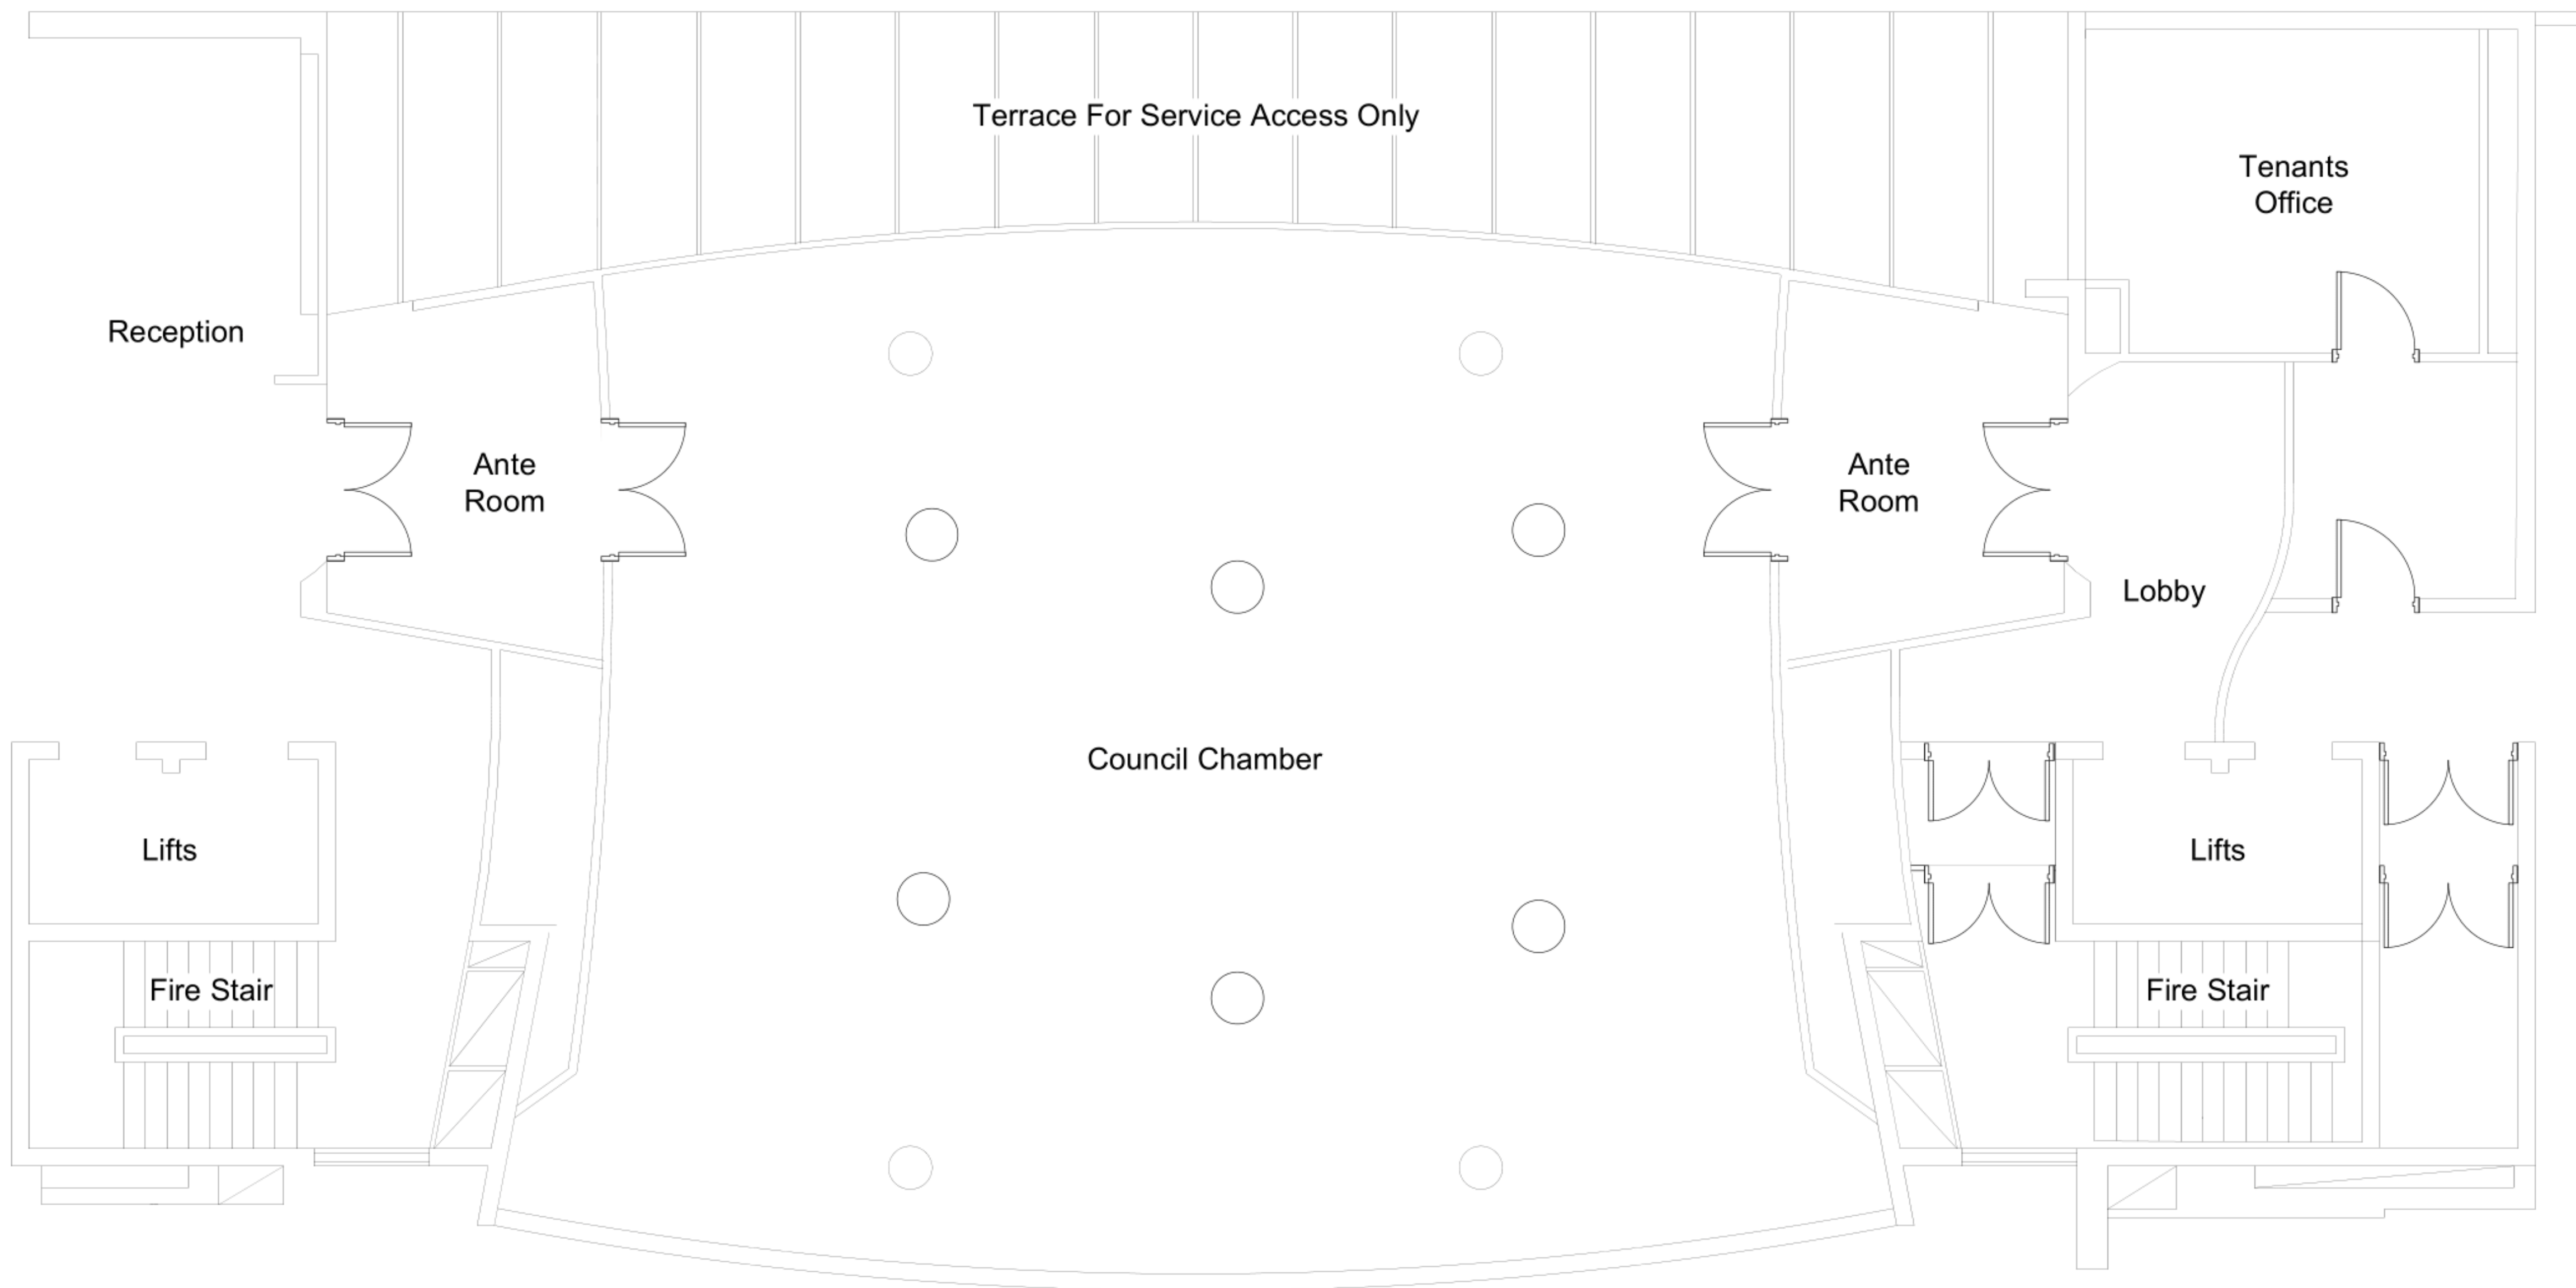 Terrace For Service Access Only
Tenants
Office
Reception
Ante
Room
Ante
Room
Lobby
Council Chamber
Lifts
Lifts
Fire Stair
Fire Stair